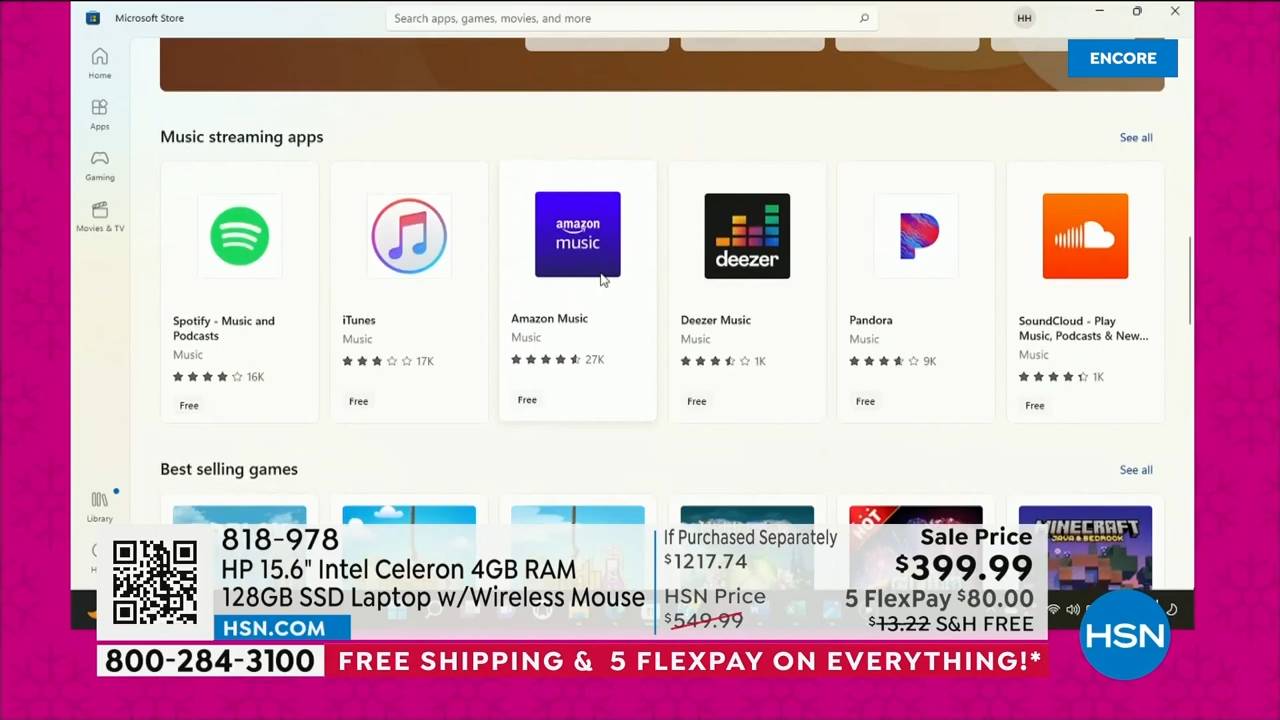 Microsoft Store
Search apps, games, movies, and more
HH
ENCORE
Home
Apps
Gaming
Movies & TV
Library
Music streaming apps
See all
amazon
music
deezer
Spotify - Music and
Podcasts
Music
16K
Free
iTunes
Music
17K
Free
Amazon Music
Music
27K
Free
Deezer Music
Music
1K
Free
Pandora
Music
9K
Free
SoundCloud - Play
Music, Podcasts & New...
Music
1K
Free
Best selling games
See all
HOT
MINECRAFT
JAVA & BEDROCK
818-978
HP 15.6" Intel Celeron 4GB RAM
128GB SSD Laptop w/Wireless Mouse
HSN.COM
If Purchased Separately
$1217.74
HSN Price
$549.99
Sale Price
$399.99
5 FlexPay $80.00
$13.22 S&H FREE
HSN
800-284-3100
FREE SHIPPING & 5 FLEXPAY ON EVERYTHING!*